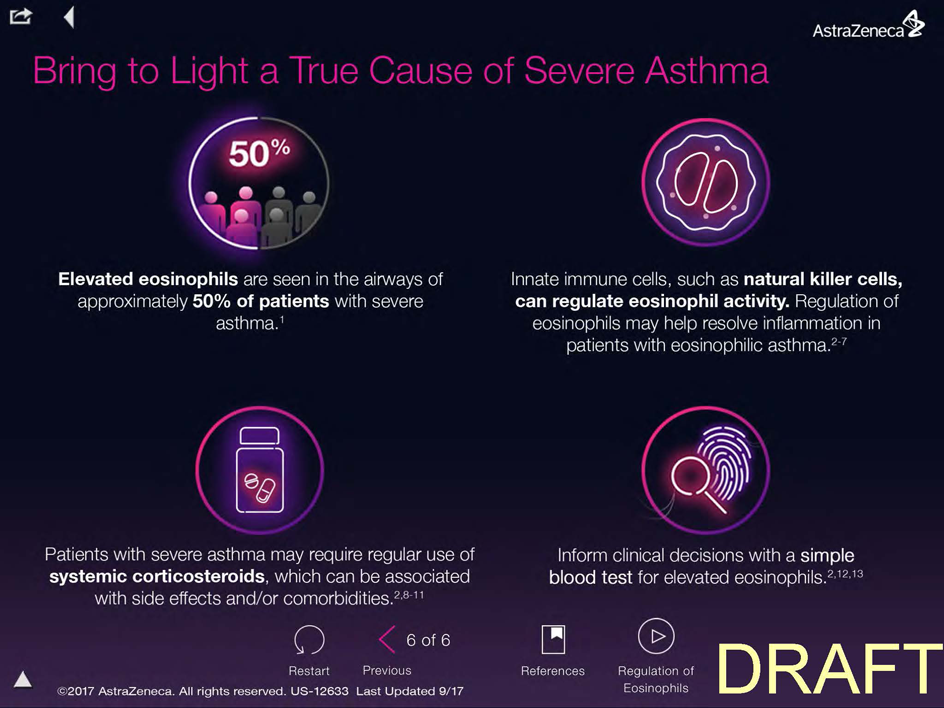 AstraZeneca
Bring to Light a True Cause of Severe Asthma
50%
Elevated eosinophils are seen in the airways of
approximately 50% of patients with severe
asthma.1
Innate immune cells, such as natural killer cells,
can regulate eosinophil activity. Regulation of
eosinophils may help resolve inflammation in
patients with eosinophilic asthma.2-7
Patients with severe asthma may require regular use of
systemic corticosteroids, which can be associated
with side effects and/or comorbidities.2,8-11
Inform clinical decisions with a simple
blood test for elevated eosinophils.2,12,13
6 of 6
Restart
Previous
References
Regulation of
Eosinophils
©2017 AstraZeneca. All rights reserved. US-12633 Last Updated 9/17
DRAFT